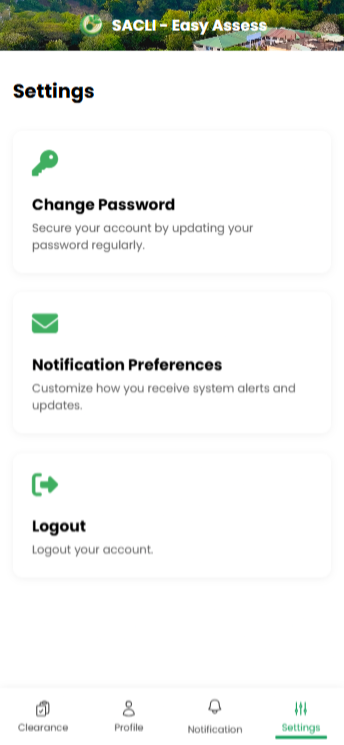 SACLI - Easy Assess
Settings
Change Password
Secure your account by updating your
password regularly.
Notification Preferences
Customize how you receive system alerts and
updates.
Logout
Logout your account.
Clearance
Profile
Notification
Settings